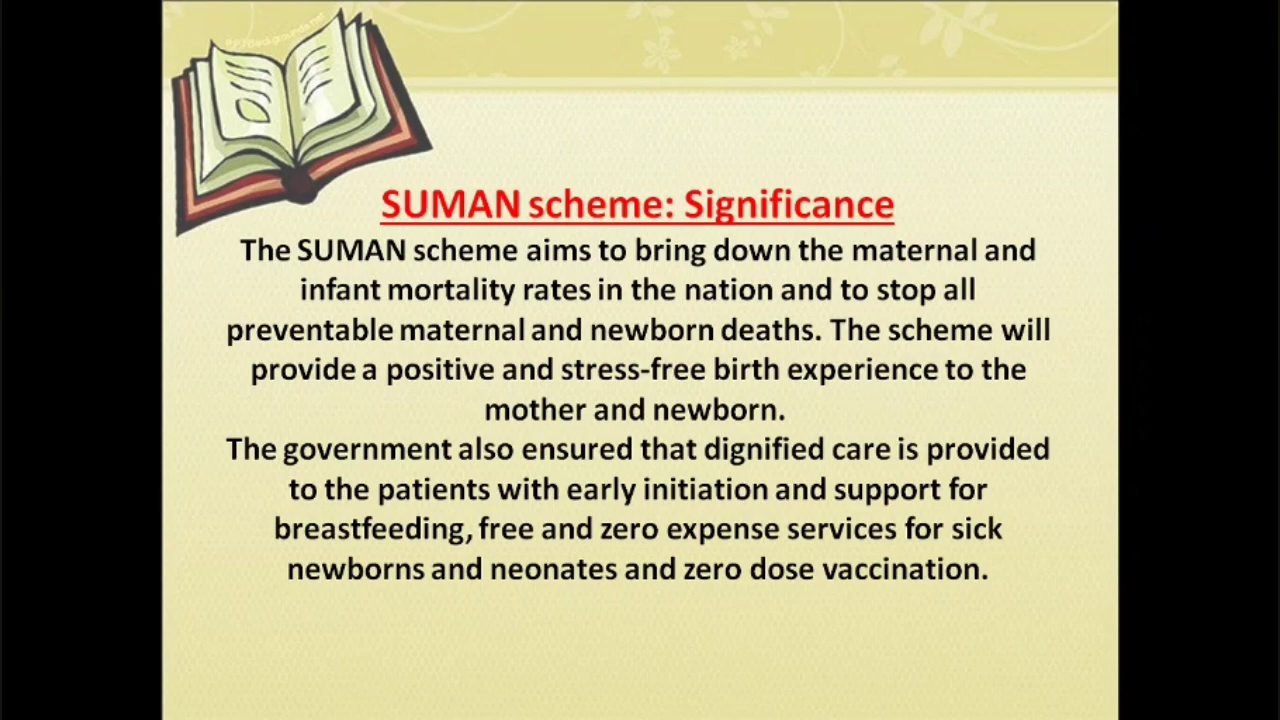 PPTBackgrounds.net
SUMAN scheme: Significance
The SUMAN scheme aims to bring down the maternal and
infant mortality rates in the nation and to stop all
preventable maternal and newborn deaths. The scheme will
provide a positive and stress-free birth experience to the
mother and newborn.
The government also ensured that dignified care is provided
to the patients with early initiation and support for
breastfeeding, free and zero expense services for sick
newborns and neonates and zero dose vaccination.